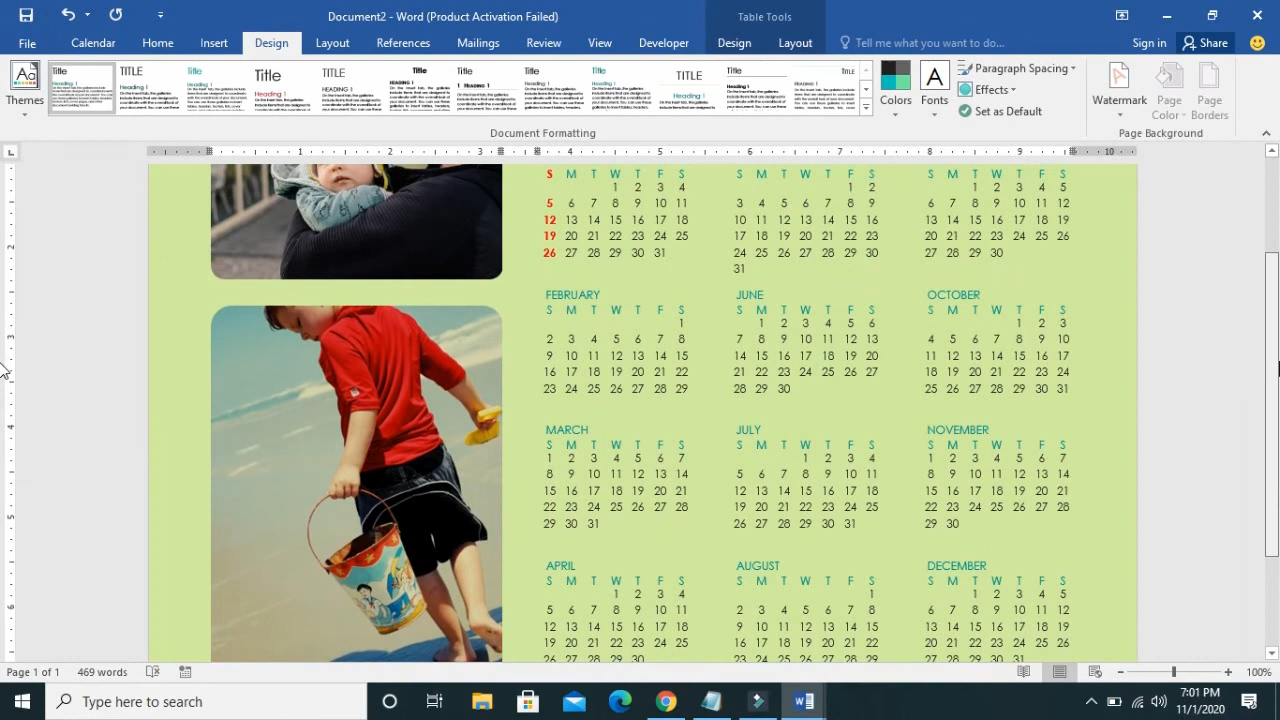 Document2 - Word (Product Activation Failed)
Table Tools
File Calendar Home Insert Design Layout References Mailings Review View Developer Design Layout Tell me what you want to do... Sign in Share
Themes
Colors
Fonts
Paragraph Spacing
Effects
Set as Default
Watermark
Page Color
Page Borders
Document Formatting
Page Background
S M T W T F S
1 2 3 4
5 6 7 8 9 10 11
12 13 14 15 16 17 18
19 20 21 22 23 24 25
26 27 28 29 30 31
FEBRUARY
S M T W T F S
1
2 3 4 5 6 7 8
9 10 11 12 13 14 15
16 17 18 19 20 21 22
23 24 25 26 27 28 29
MARCH
S M T W T F S
1 2 3 4 5 6 7
8 9 10 11 12 13 14
15 16 17 18 19 20 21
22 23 24 25 26 27 28
29 30 31
APRIL
S M T W T F S
1 2 3 4
5 6 7 8 9 10 11
12 13 14 15 16 17 18
19 20 21 22 23 24 25
26 27 28 29 30
S M T W T F S
1 2
3 4 5 6 7 8 9
10 11 12 13 14 15 16
17 18 19 20 21 22 23
24 25 26 27 28 29 30
31
JUNE
S M T W T F S
1 2 3 4 5 6
7 8 9 10 11 12 13
14 15 16 17 18 19 20
21 22 23 24 25 26 27
28 29 30
JULY
S M T W T F S
1 2 3 4
5 6 7 8 9 10 11
12 13 14 15 16 17 18
19 20 21 22 23 24 25
26 27 28 29 30 31
AUGUST
S M T W T F S
1
2 3 4 5 6 7 8
9 10 11 12 13 14 15
16 17 18 19 20 21 22
23 24 25 26 27 28 29
S M T W T F S
1 2 3 4 5
6 7 8 9 10 11 12
13 14 15 16 17 18 19
20 21 22 23 24 25 26
27 28 29 30
OCTOBER
S M T W T F S
1 2 3
4 5 6 7 8 9 10
11 12 13 14 15 16 17
18 19 20 21 22 23 24
25 26 27 28 29 30 31
NOVEMBER
S M T W T F S
1 2 3 4 5 6 7
8 9 10 11 12 13 14
15 16 17 18 19 20 21
22 23 24 25 26 27 28
29 30
DECEMBER
S M T W T F S
1 2 3 4 5
6 7 8 9 10 11 12
13 14 15 16 17 18 19
20 21 22 23 24 25 26
27 28 29 30 31
Page 1 of 1 469 words 100%
Type here to search
7:01 PM
11/1/2020